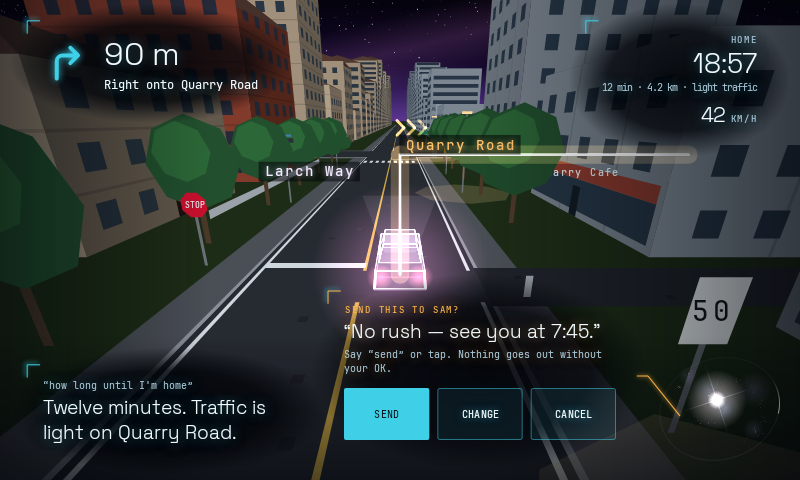 90 m
Right onto Quarry Road
HOME
18:57
12 min · 4.2 km · light traffic
42 KM/H
Quarry Road
Larch Way
arry Cafe
STOP
50
SEND THIS TO SAM?
“No rush — see you at 7:45.”
Say “send” or tap. Nothing goes out without
your OK.
SEND
CHANGE
CANCEL
“how long until I'm home”
Twelve minutes. Traffic is
light on Quarry Road.